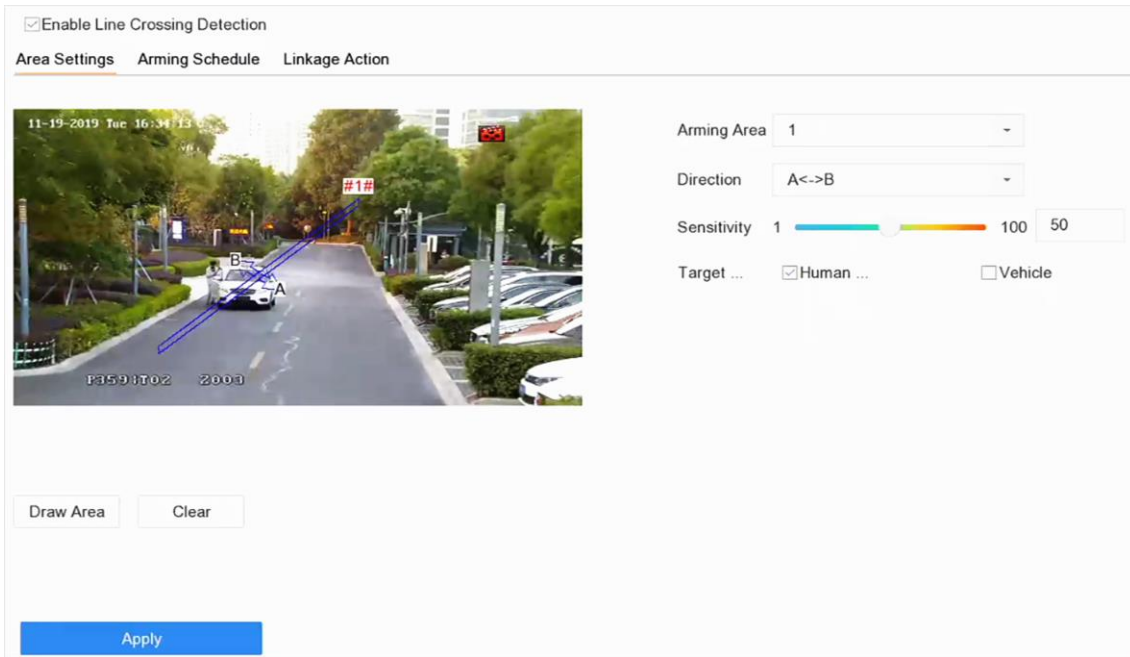 Enable Line Crossing Detection
Area Settings Arming Schedule Linkage Action
11-19-2019 Tue 16:34:13
#1#
B
A
2003
Arming Area 1
Direction A<->B
Sensitivity 1 100 50
Target ... Human ... Vehicle
Draw Area Clear
Apply